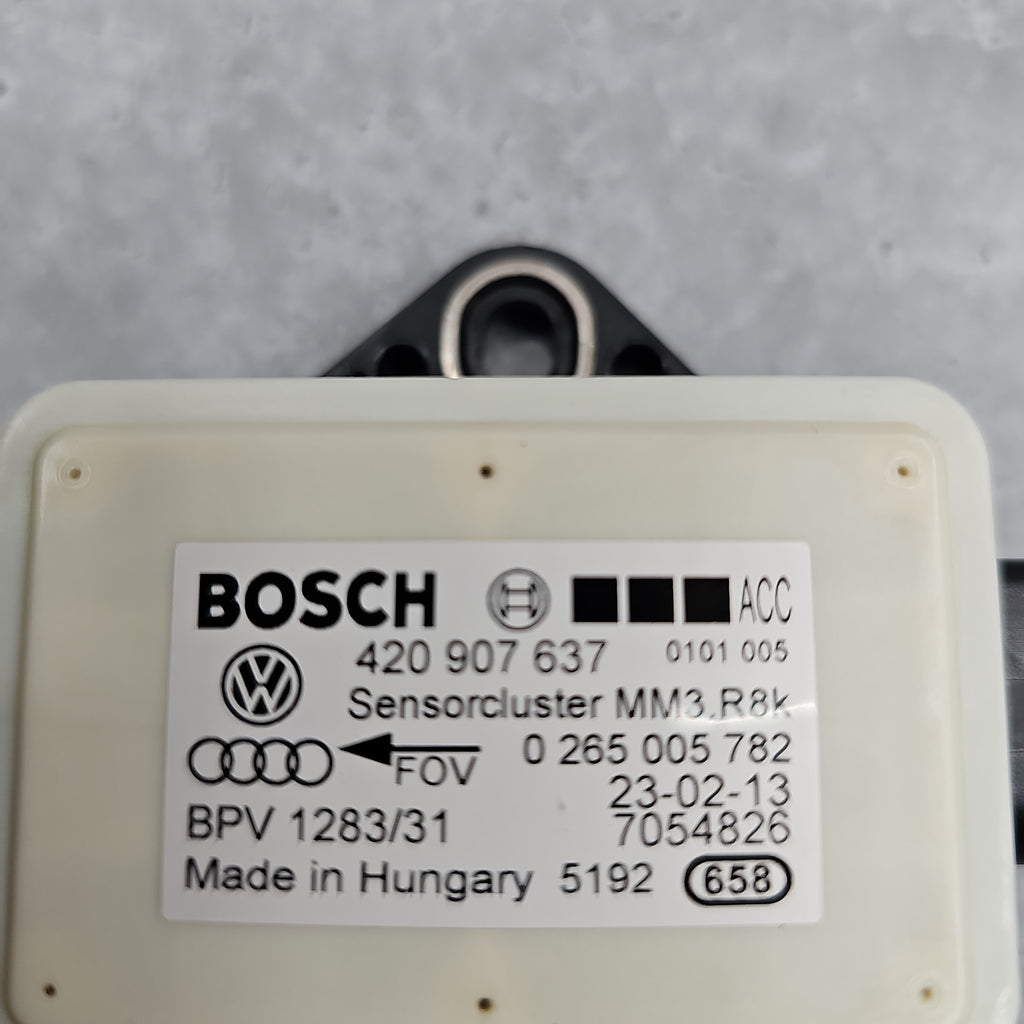 BOSCH ACC
420 907 637 0101 005
Sensorcluster MM3.R8k
0 265 005 782
FOV
23-02-13
BPV 1283/31 7054826
Made in Hungary 5192 658